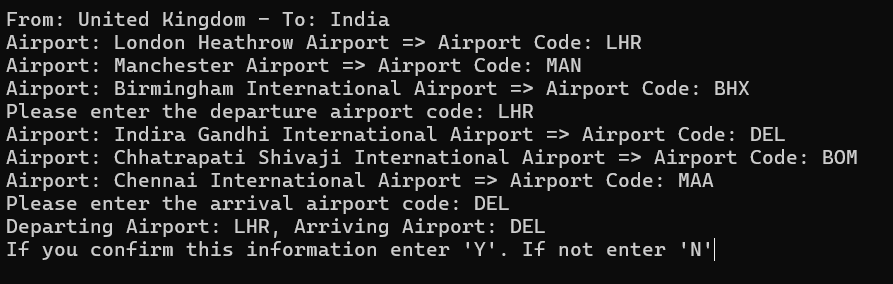 From: United Kingdom - To: India
Airport: London Heathrow Airport => Airport Code: LHR
Airport: Manchester Airport => Airport Code: MAN
Airport: Birmingham International Airport => Airport Code: BHX
Please enter the departure airport code: LHR
Airport: Indira Gandhi International Airport => Airport Code: DEL
Airport: Chhatrapati Shivaji International Airport => Airport Code: BOM
Airport: Chennai International Airport => Airport Code: MAA
Please enter the arrival airport code: DEL
Departing Airport: LHR, Arriving Airport: DEL
If you confirm this information enter 'Y'. If not enter 'N'